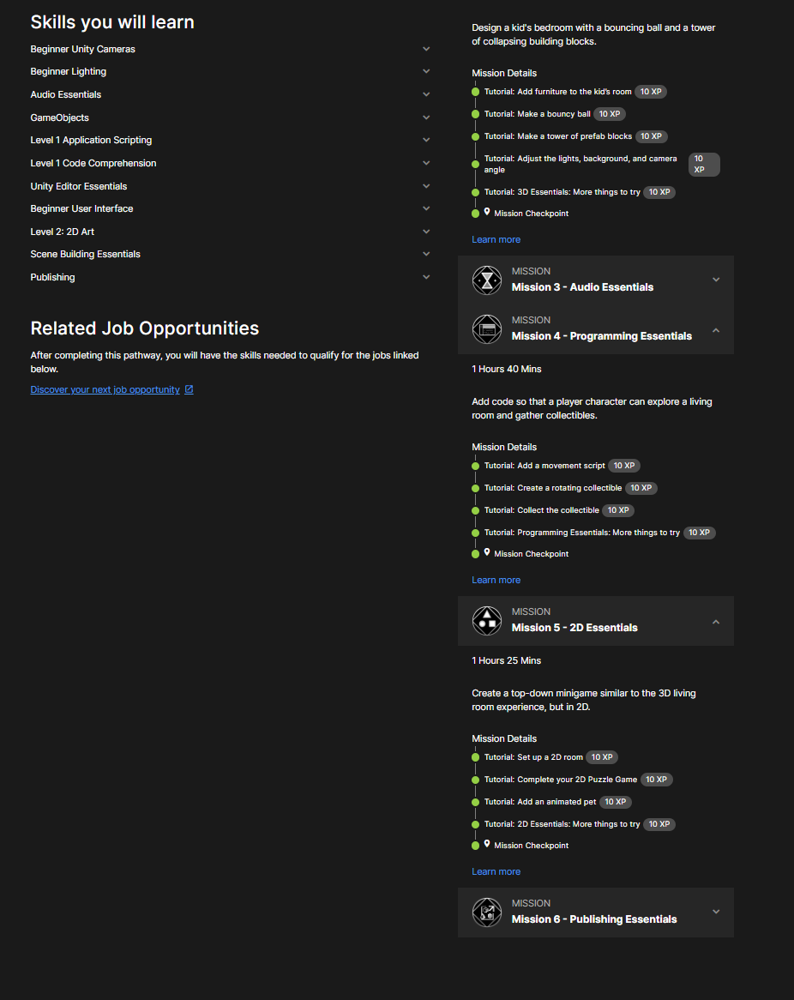 Skills you will learn
Beginner Unity Cameras
Beginner Lighting
Audio Essentials
GameObjects
Level 1 Application Scripting
Level 1 Code Comprehension
Unity Editor Essentials
Beginner User Interface
Level 2: 2D Art
Scene Building Essentials
Publishing
Related Job Opportunities
After completing this pathway, you will have the skills needed to qualify for the jobs linked
below.
Discover your next job opportunity
Design a kid's bedroom with a bouncing ball and a tower
of collapsing building blocks.
Mission Details
Tutorial: Add furniture to the kid's room 10 XP
Tutorial: Make a bouncy ball 10 XP
Tutorial: Make a tower of prefab blocks 10 XP
Tutorial: Adjust the lights, background, and camera
angle
10
XP
Tutorial: 3D Essentials: More things to try 10 XP
Mission Checkpoint
Learn more
MISSION
Mission 3 - Audio Essentials
MISSION
Mission 4 - Programming Essentials
1 Hours 40 Mins
Add code so that a player character can explore a living
room and gather collectibles.
Mission Details
Tutorial: Add a movement script 10 XP
Tutorial: Create a rotating collectible 10 XP
Tutorial: Collect the collectible 10 XP
Tutorial: Programming Essentials: More things to try 10 XP
Mission Checkpoint
Learn more
MISSION
Mission 5 - 2D Essentials
1 Hours 25 Mins
Create a top-down minigame similar to the 3D living
room experience, but in 2D.
Mission Details
Tutorial: Set up a 2D room 10 XP
Tutorial: Complete your 2D Puzzle Game 10 XP
Tutorial: Add an animated pet 10 XP
Tutorial: 2D Essentials: More things to try 10 XP
Mission Checkpoint
Learn more
MISSION
Mission 6 - Publishing Essentials